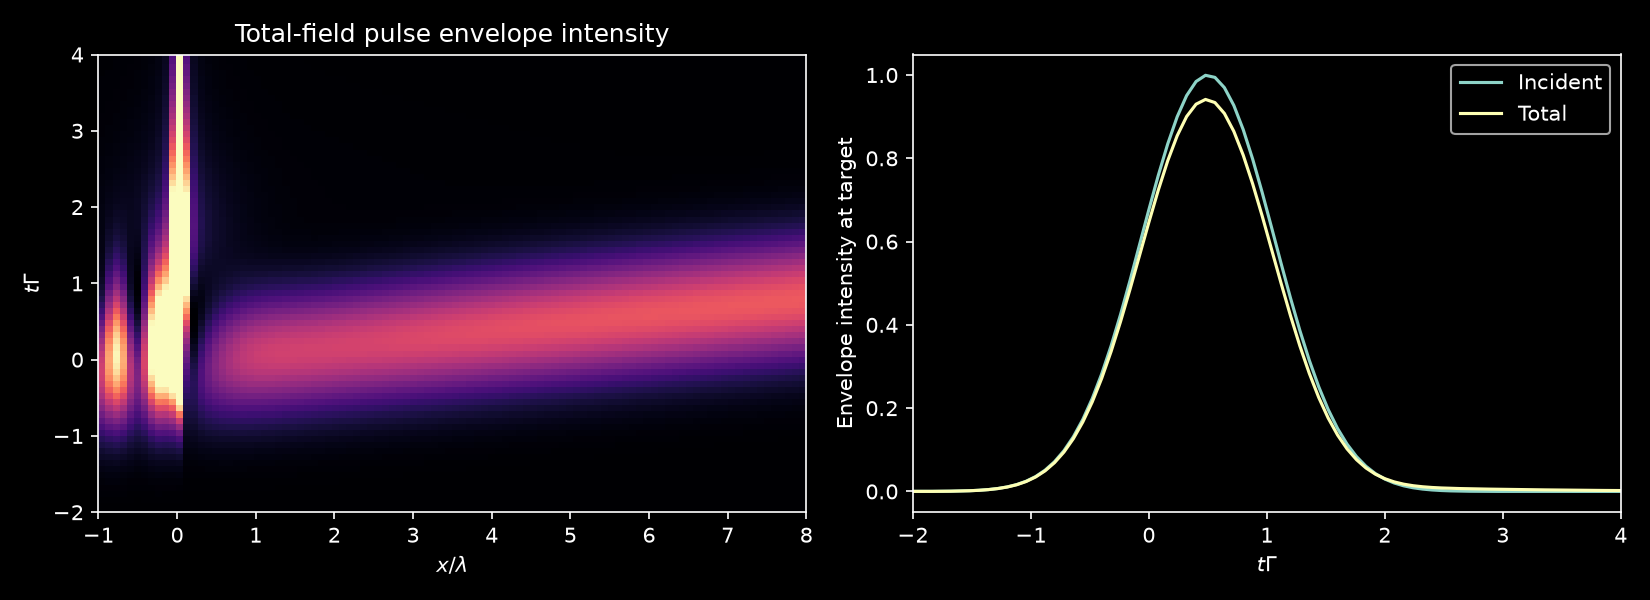 Total-field pulse envelope intensity
4
3
2
1
0
−1
−2
tΓ
−1 0 1 2 3 4 5 6 7 8
x/λ
1.0
0.8
0.6
0.4
0.2
0.0
Envelope intensity at target
Incident
Total
−2 −1 0 1 2 3 4
tΓ